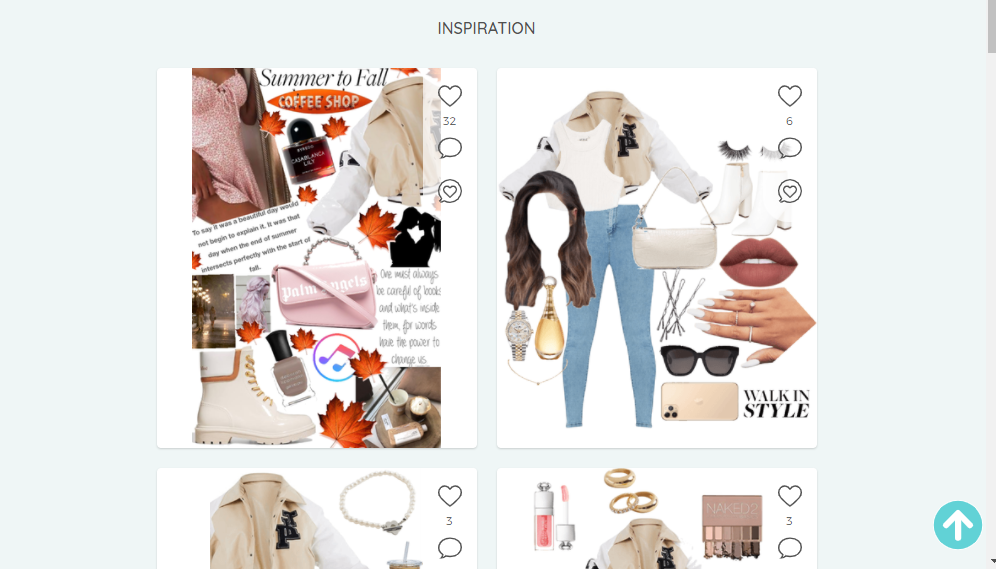 INSPIRATION
Summer to Fall
COFFEE SHOP
32
BYREDO
CASABLANCA
LILY
To say it was a beautiful day would
not begin to explain it. It was that
day when the end of summer
intersects perfectly with the start of
fall.
Palm Angels
One must always
be careful of books
and what's inside
them, for words
have the power to
change us
6
WALK IN
STYLE
3
NAKED2
3